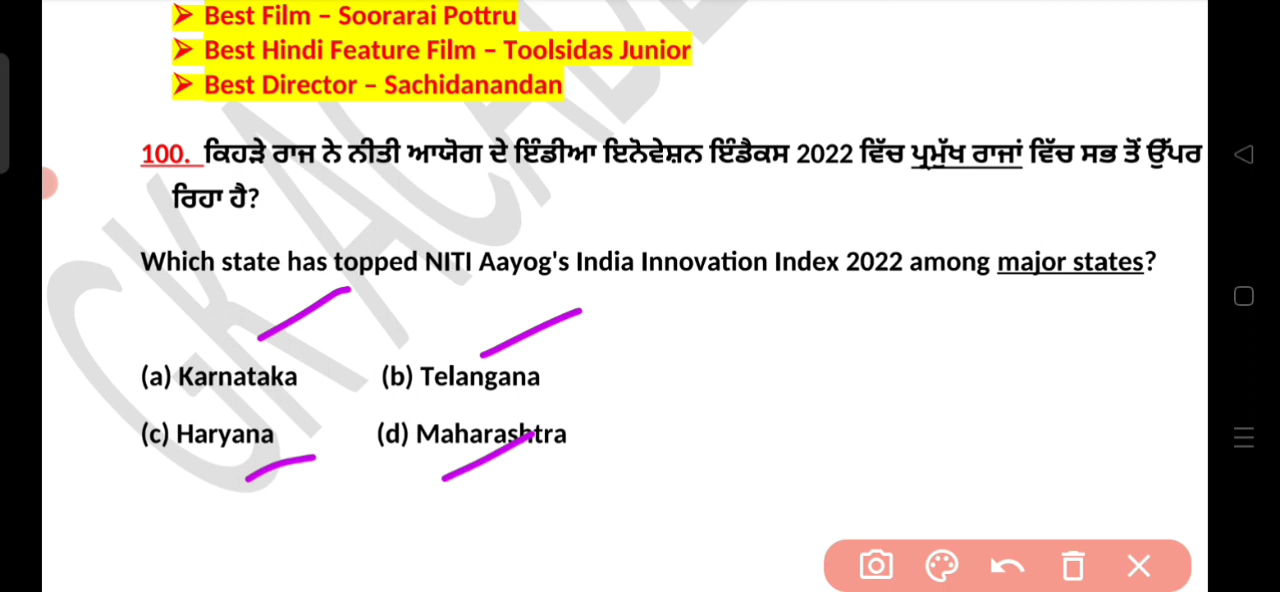 ➤ Best Film – Soorarai Pottru
➤ Best Hindi Feature Film – Toolsidas Junior
➤ Best Director – Sachidanandan
100. ਕਿਹੜੇ ਰਾਜ ਨੇ ਨੀਤੀ ਆਯੋਗ ਦੇ ਇੰਡੀਆ ਇਨੋਵੇਸ਼ਨ ਇੰਡੈਕਸ 2022 ਵਿੱਚ ਪ੍ਰਮੁੱਖ ਰਾਜਾਂ ਵਿੱਚ ਸਭ ਤੋਂ ਉੱਪਰ
ਰਿਹਾ ਹੈ?
Which state has topped NITI Aayog's India Innovation Index 2022 among major states?
(a) Karnataka (b) Telangana
(c) Haryana (d) Maharashtra